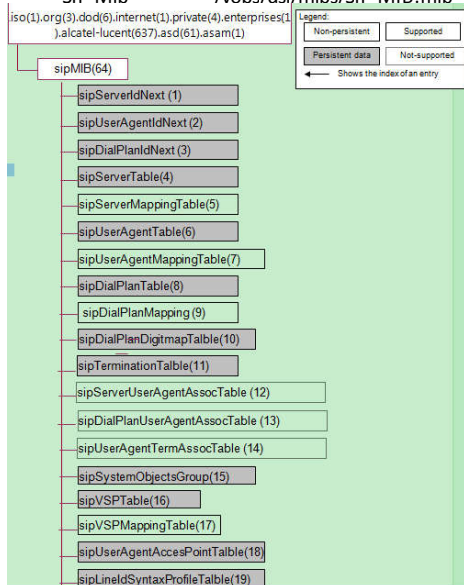 .iso(1).org(3).dod(6).internet(1).private(4).enterprises(1
).alcatel-lucent(637).asd(61).asam(1)
Legend:
Non-persistent
Supported
Persistent data
Not-supported
Shows the index of an entry
sipMIB(64)
sipServerIdNext (1)
sipUserAgentIdNext (2)
sipDialPlanIdNext (3)
sipServerTable(4)
sipServerMappingTable(5)
sipUserAgentTable(6)
sipUserAgentMappingTable(7)
sipDialPlanTable(8)
sipDialPlanMapping (9)
sipDialPlanDigitmapTalble(10)
sipTerminationTalble(11)
sipServerUserAgentAssocTable (12)
sipDialPlanUserAgentAssocTable (13)
sipUserAgentTermAssocTable (14)
sipSystemObjectsGroup(15)
sipVSPTable(16)
sipVSPMappingTable(17)
sipUserAgentAccesPointTalble(18)
sipLineIdSyntaxProfileTalble(19)